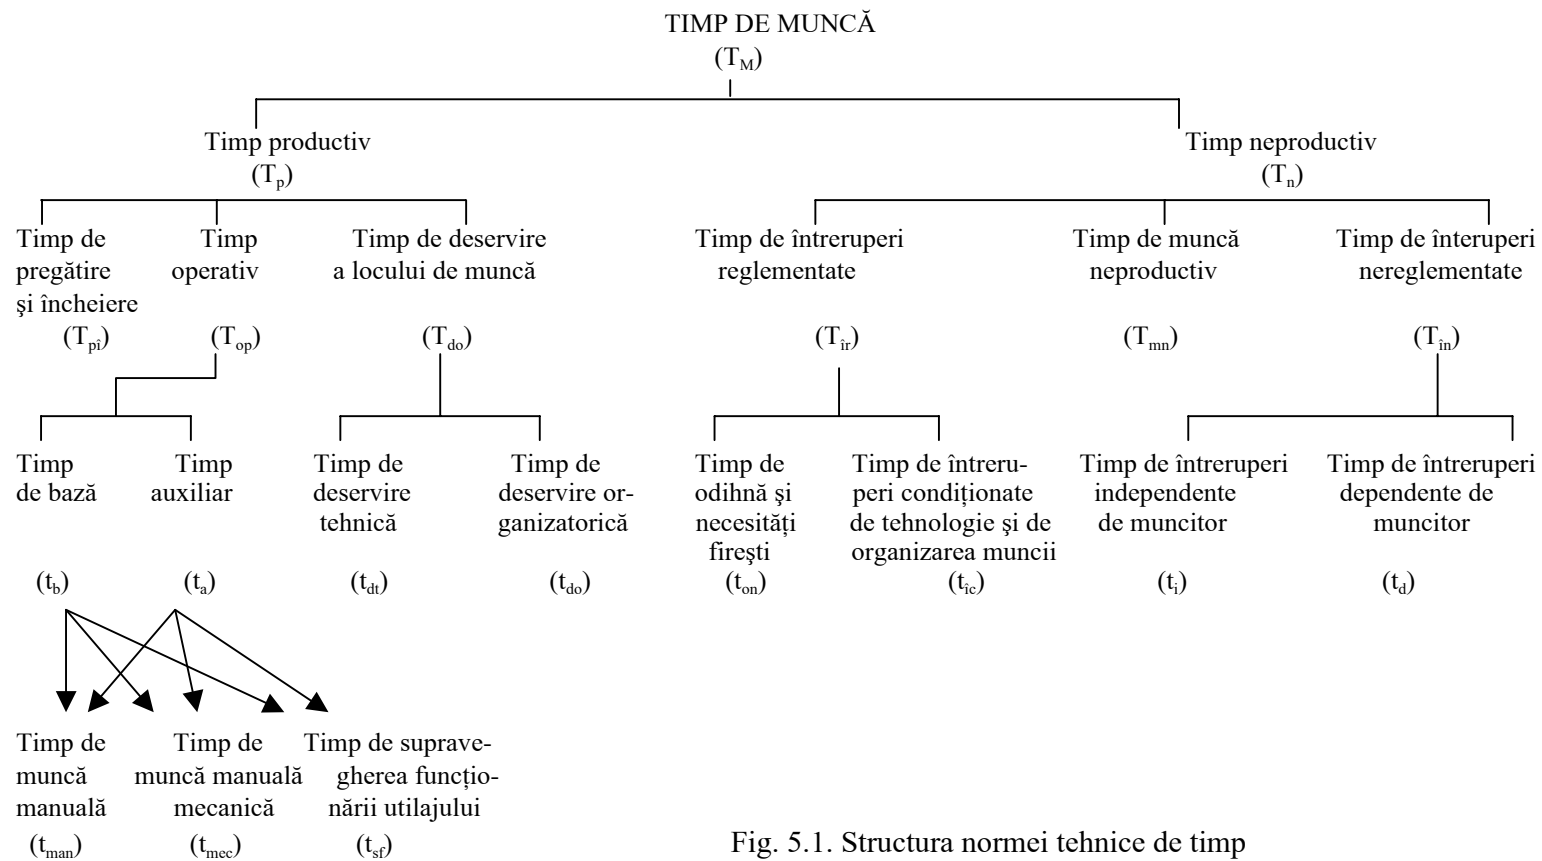 TIMP DE MUNCĂ
(T_M)
Timp productiv
(T_p)
Timp neproductiv
(T_n)
Timp de
pregătire
şi încheiere
(T_pî)
Timp
operativ
(T_op)
Timp de deservire
a locului de muncă
(T_do)
Timp de întreruperi
reglementate
(T_îr)
Timp de muncă
neproductiv
(T_mn)
Timp de înteruperi
nereglementate
(T_în)
Timp
de bază
(t_b)
Timp
auxiliar
(t_a)
Timp de
deservire
tehnică
(t_dt)
Timp de
deservire or-
ganizatorică
(t_do)
Timp de
odihnă şi
necesități
fireşti
(t_on)
Timp de întreru-
peri condiționate
de tehnologie şi de
organizarea muncii
(t_îc)
Timp de întreruperi
independente
de muncitor
(t_i)
Timp de întreruperi
dependente de
muncitor
(t_d)
Timp de
muncă
manuală
(t_man)
Timp de
muncă manuală
mecanică
(t_mec)
Timp de suprave-
gherea funcțio-
nării utilajului
(t_sf)
Fig. 5.1. Structura normei tehnice de timp